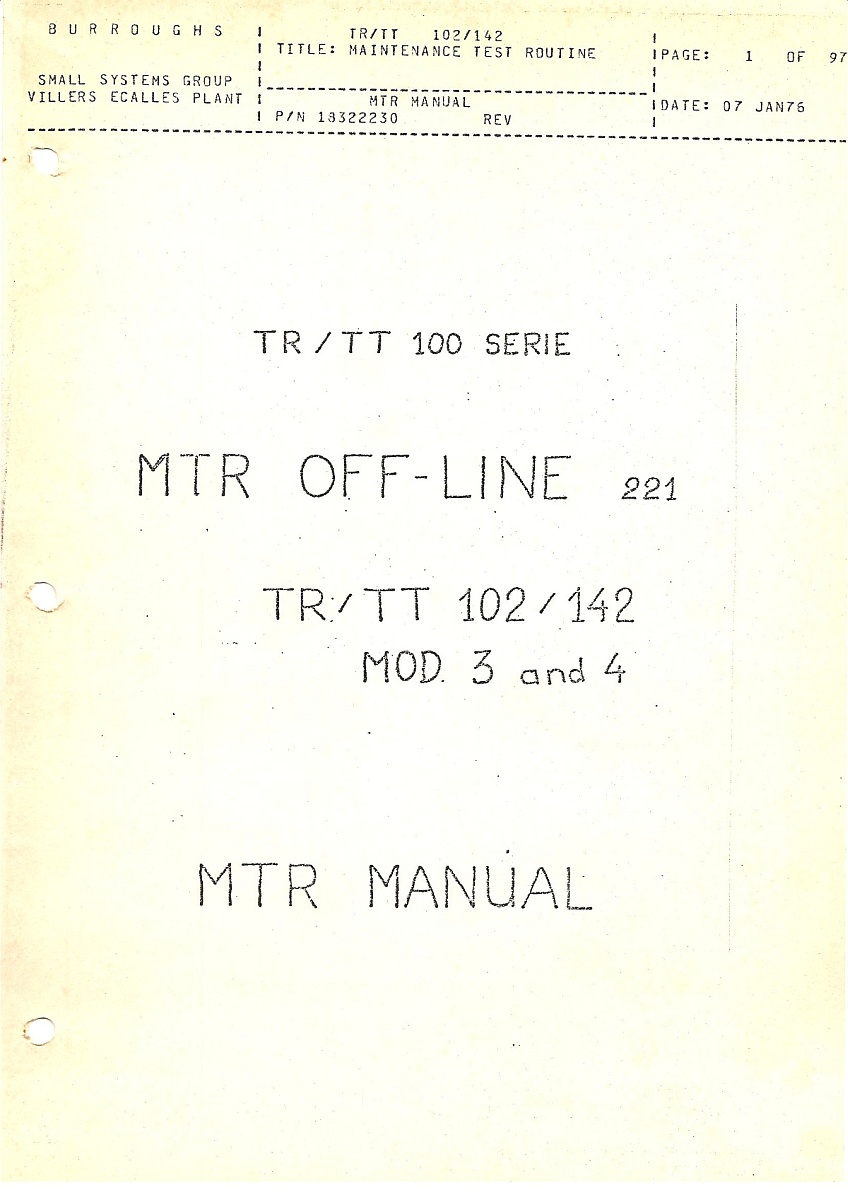 BURROUGHS
SMALL SYSTEMS GROUP
VILLERS ECALLES PLANT
TR/TT 102/142
TITLE: MAINTENANCE TEST ROUTINE
MTR MANUAL
P/N 18322230 REV
PAGE: 1 OF 97
DATE: 07 JAN76
TR/TT 100 SERIE
MTR OFF-LINE 221
TR/TT 102/142
MOD. 3 and 4
MTR MANUAL